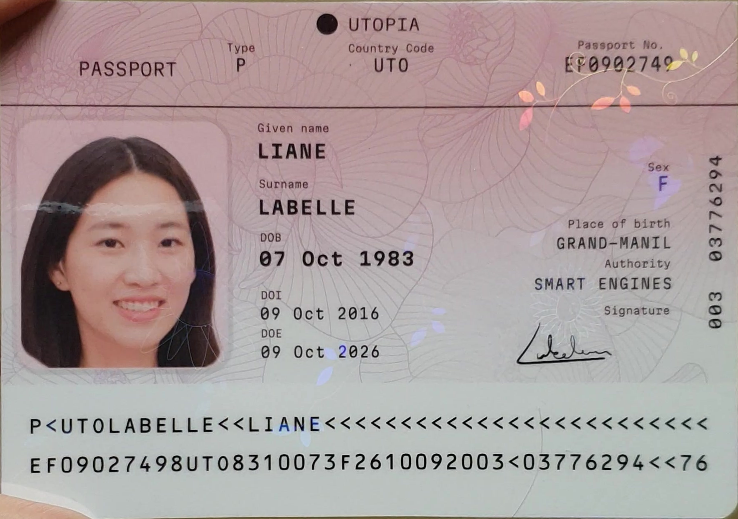 UTOPIA
PASSPORT
Type
P
Country Code
UTO
Passport No.
EF0902749
Given name
LIANE
Surname
LABELLE
DOB
07 Oct 1983
DOI
09 Oct 2016
DOE
09 Oct 2026
Sex
F
Place of birth
GRAND-MANIL
Authority
SMART ENGINES
Signature
Labelle
003 03776294
P<UTOLABELLE<<LIANE<<<<<<<<<<<<<<<<<<<<<<<<<
EF09027498UTO8310073F2610092003<03776294<<76